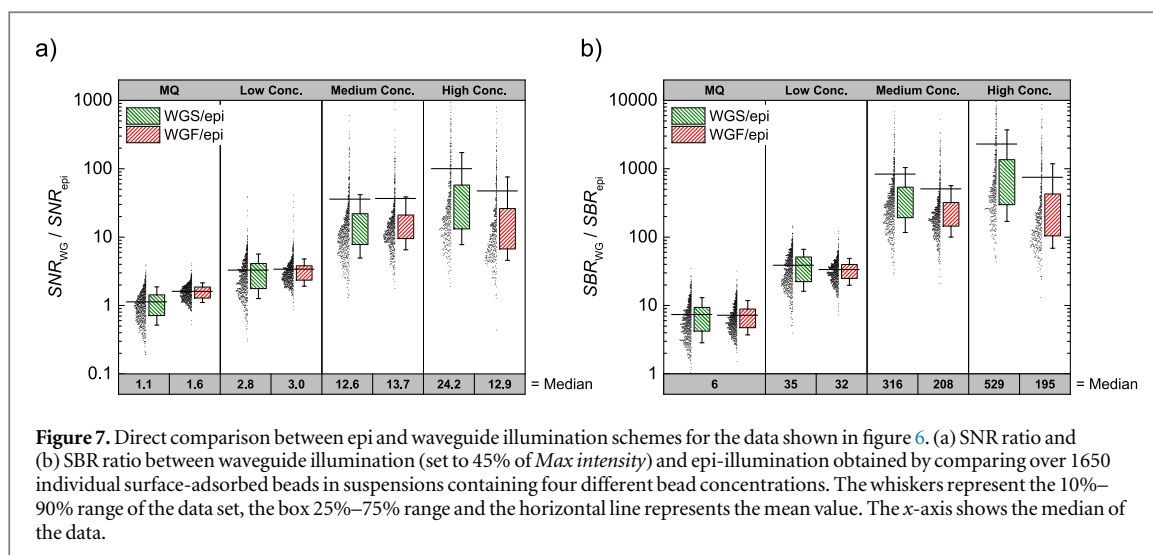 a)
MQ Low Conc. Medium Conc. High Conc.
1000
100
10
1
0.1
SNR_WG / SNR_epi
WGS/epi
WGF/epi
1.1 1.6 2.8 3.0 12.6 13.7 24.2 12.9 = Median
b)
MQ Low Conc. Medium Conc. High Conc.
10000
1000
100
10
1
SBR_WG / SBR_epi
WGS/epi
WGF/epi
6 35 32 316 208 529 195 = Median
Figure 7. Direct comparison between epi and waveguide illumination schemes for the data shown in figure 6. (a) SNR ratio and
(b) SBR ratio between waveguide illumination (set to 45% of Max intensity) and epi-illumination obtained by comparing over 1650
individual surface-adsorbed beads in suspensions containing four different bead concentrations. The whiskers represent the 10%–
90% range of the data set, the box 25%–75% range and the horizontal line represents the mean value. The x-axis shows the median of
the data.